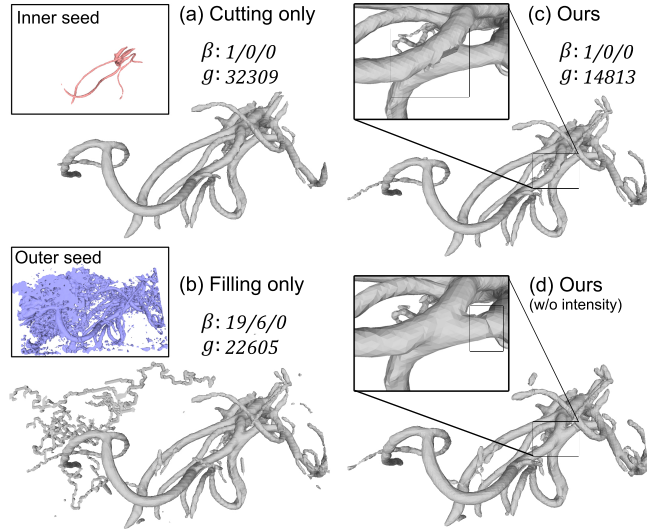 Inner seed
(a) Cutting only
β: 1/0/0
g: 32309
(c) Ours
β: 1/0/0
g: 14813
Outer seed
(b) Filling only
β: 19/6/0
g: 22605
(d) Ours
(w/o intensity)